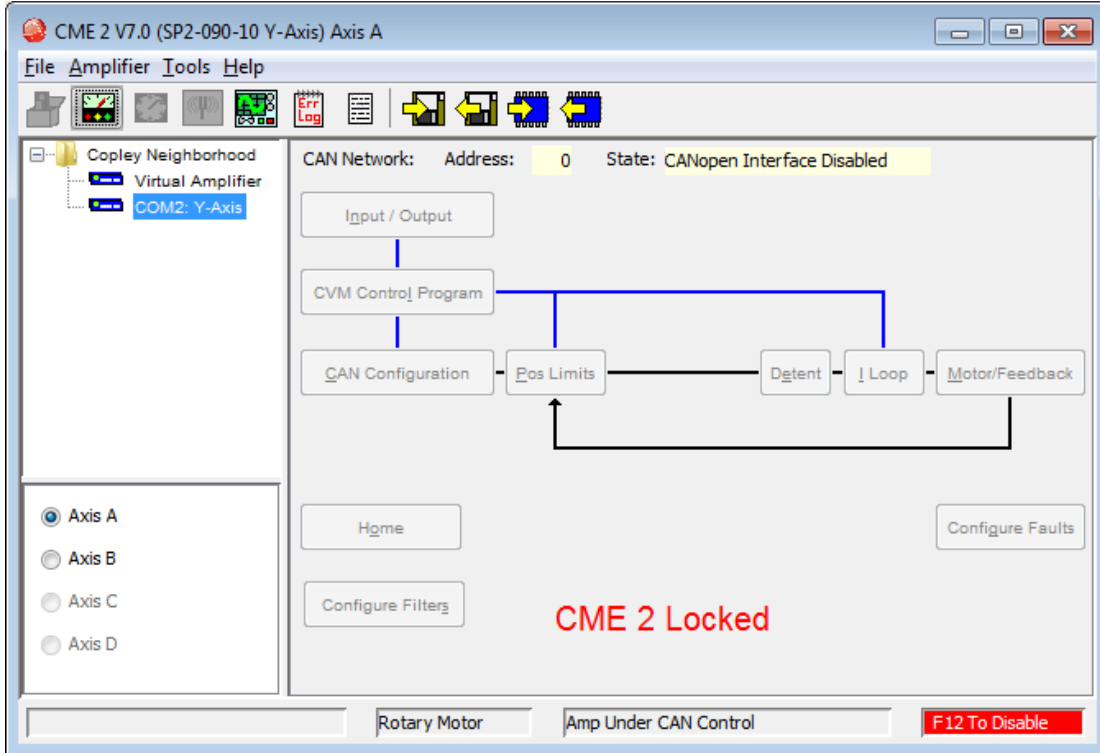 CME 2 V7.0 (SP2-090-10 Y-Axis) Axis A
File Amplifier Tools Help
Err Log
Copley Neighborhood
Virtual Amplifier
COM2: Y-Axis
CAN Network: Address: 0 State: CANopen Interface Disabled
Input / Output
CVM Control Program
CAN Configuration Pos Limits Detent I Loop Motor/Feedback
Axis A
Axis B
Axis C
Axis D
Home Configure Faults
Configure Filters
CME 2 Locked
Rotary Motor Amp Under CAN Control F12 To Disable